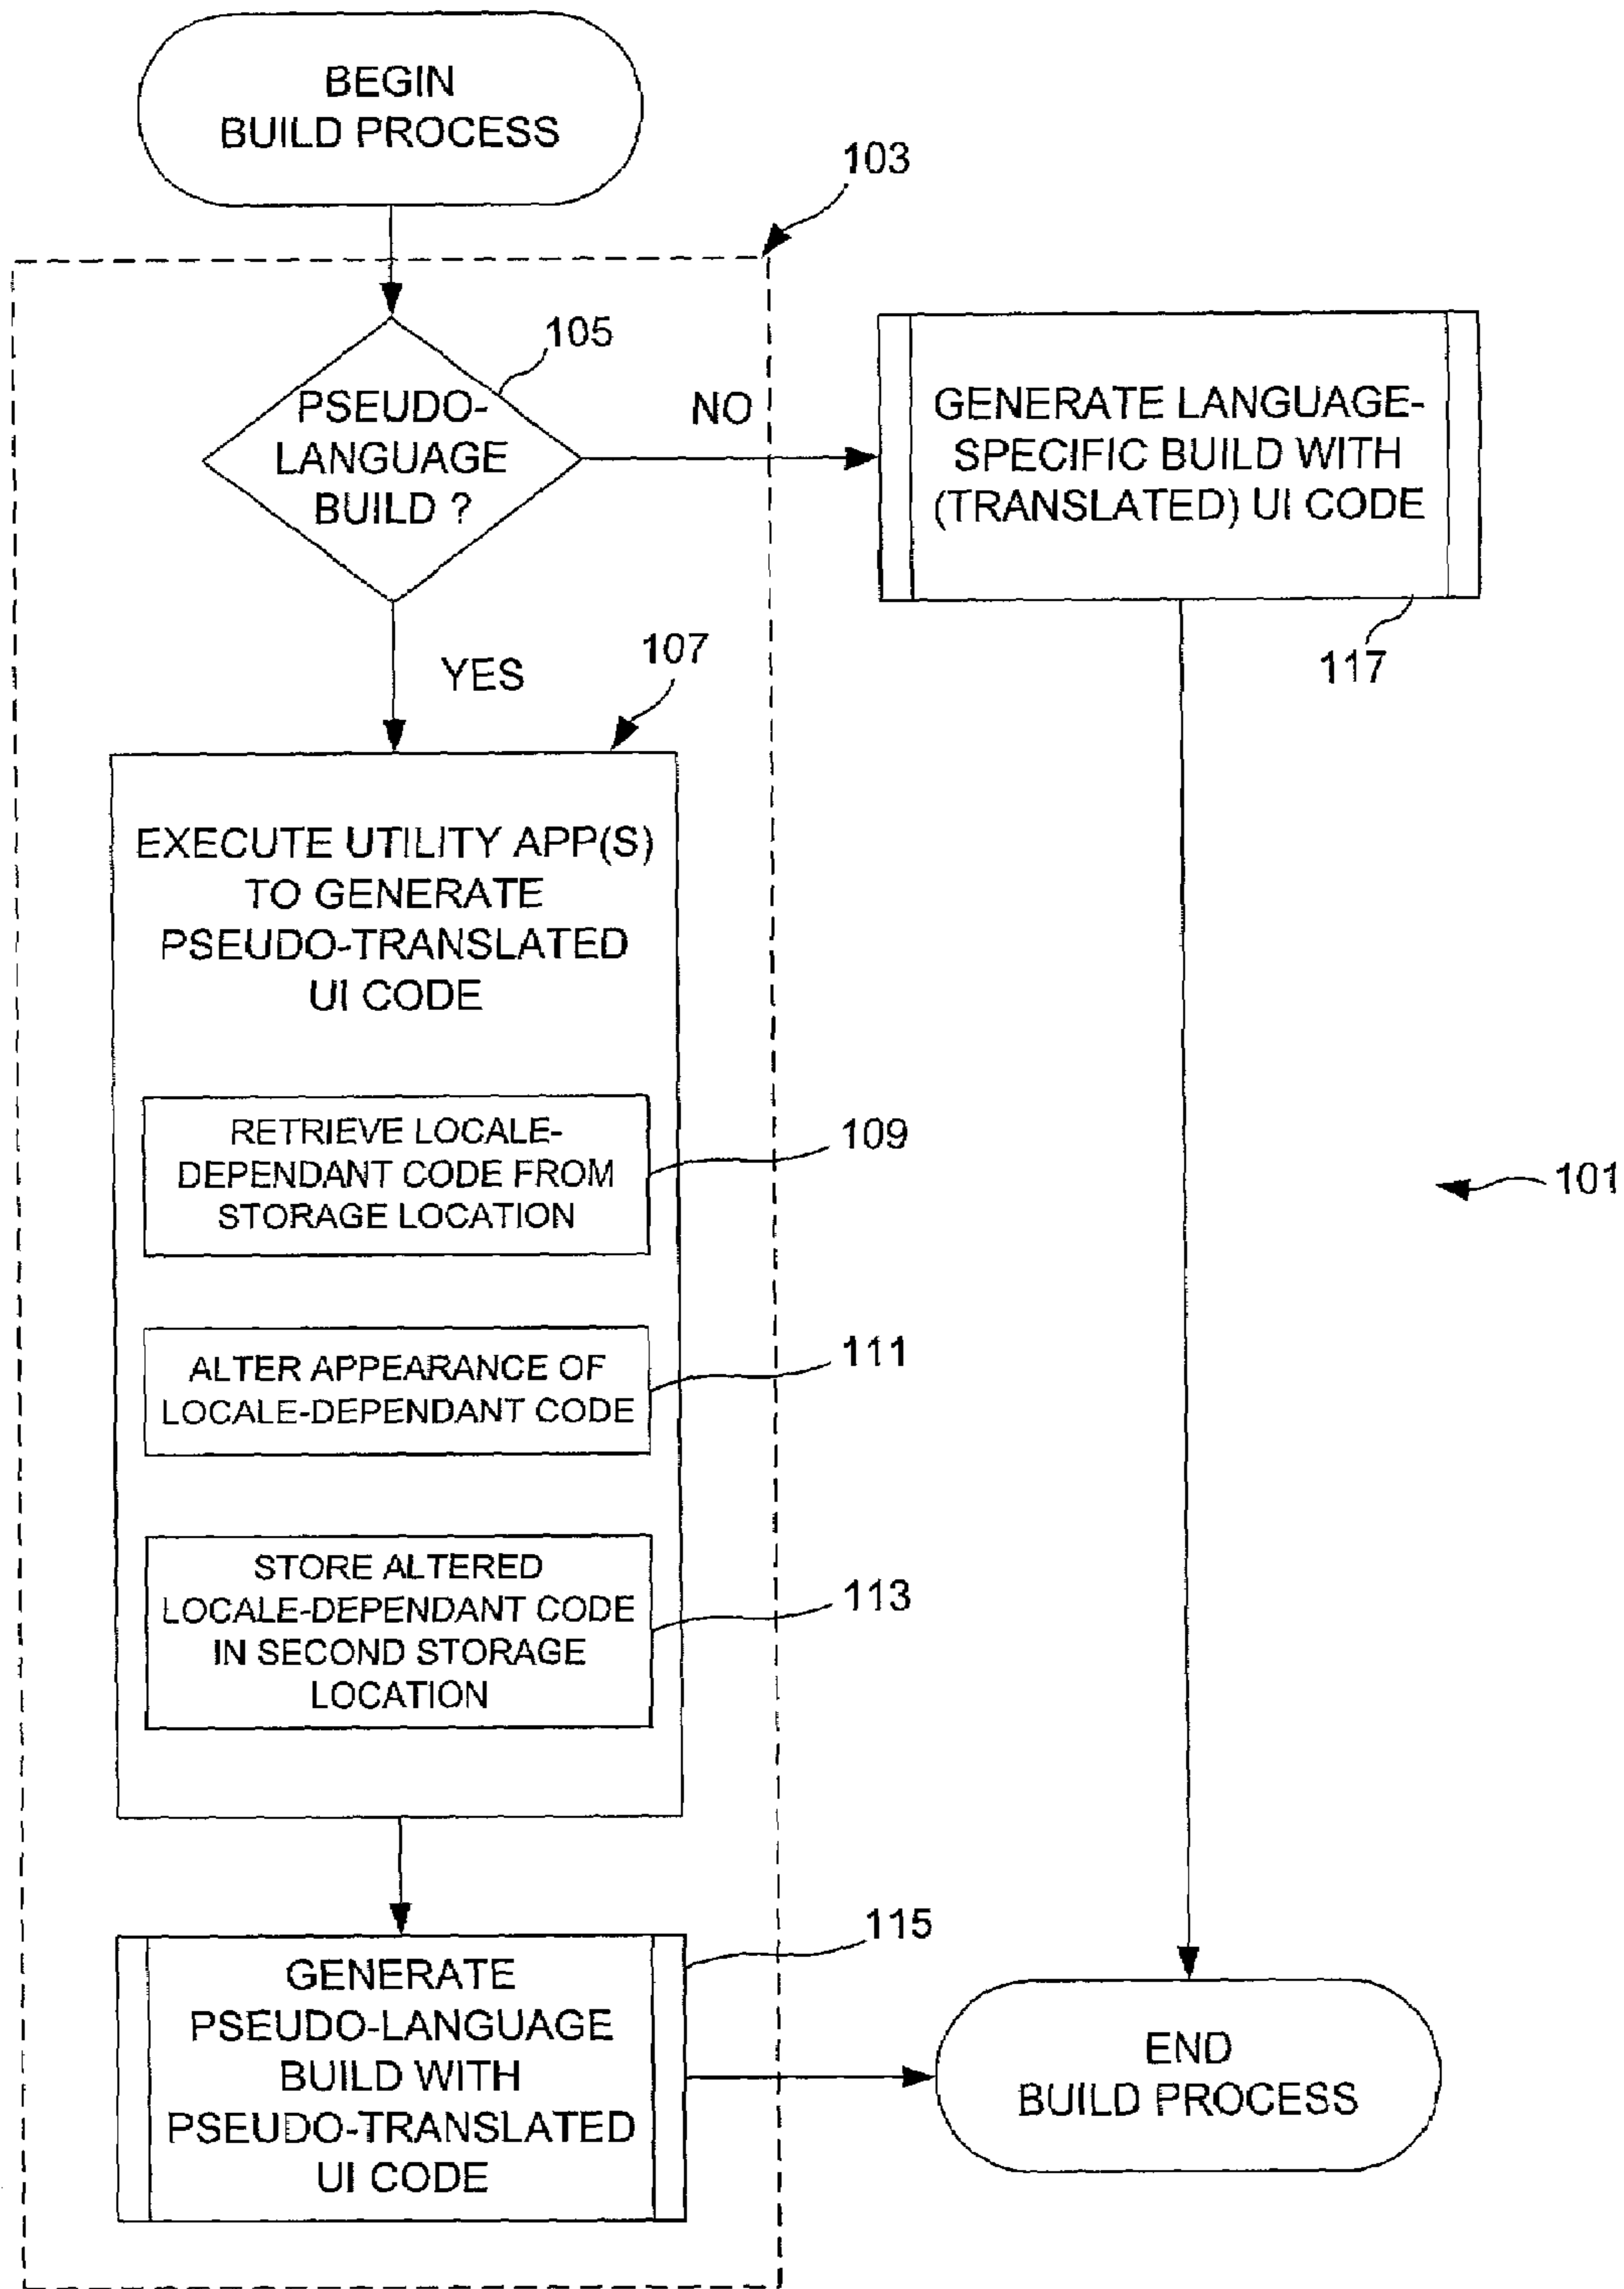 BEGIN
BUILD PROCESS
103
105
PSEUDO-
LANGUAGE
BUILD ?
NO
GENERATE LANGUAGE-
SPECIFIC BUILD WITH
(TRANSLATED) UI CODE
117
YES
107
EXECUTE UTILITY APP(S)
TO GENERATE
PSEUDO-TRANSLATED
UI CODE
RETRIEVE LOCALE-
DEPENDANT CODE FROM
STORAGE LOCATION
109
101
ALTER APPEARANCE OF
LOCALE-DEPENDANT CODE
111
STORE ALTERED
LOCALE-DEPENDANT CODE
IN SECOND STORAGE
LOCATION
113
GENERATE
PSEUDO-LANGUAGE
BUILD WITH
PSEUDO-TRANSLATED
UI CODE
115
END
BUILD PROCESS